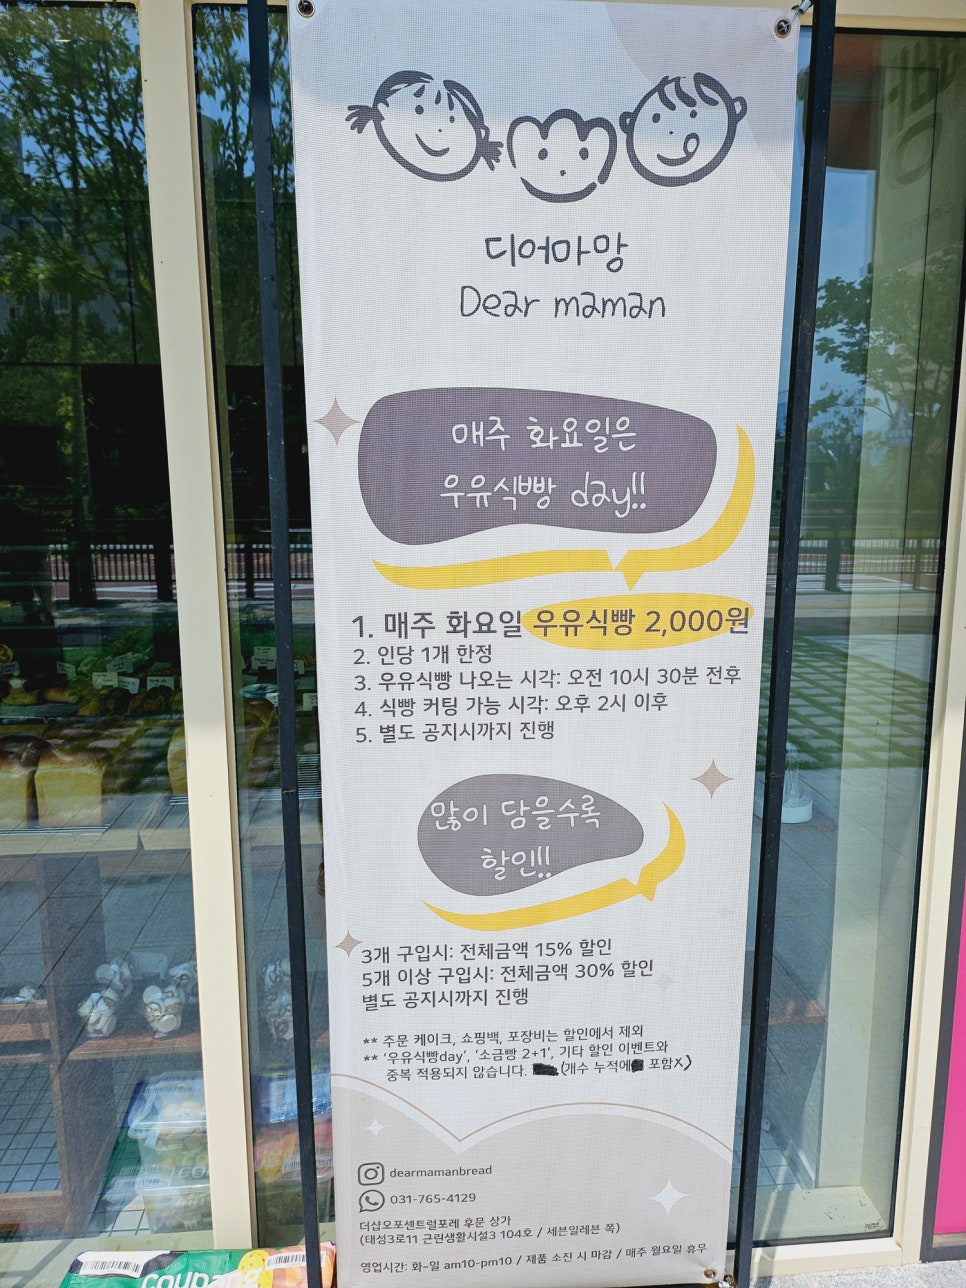 디어마망
Dear maman
매주 화요일은
우유식빵 day!!
1. 매주 화요일 우유식빵 2,000원
2. 인당 1개 한정
3. 우유식빵 나오는 시각: 오전 10시 30분 전후
4. 식빵 커팅 가능 시각: 오후 2시 이후
5. 별도 공지시까지 진행
많이 담을수록
할인!!
3개 구입시: 전체금액 15% 할인
5개 이상 구입시: 전체금액 30% 할인
별도 공지시까지 진행
** 주문 케이크, 쇼핑백, 포장비는 할인에서 제외
** '우유식빵day', '소금빵 2+1', 기타 할인 이벤트와
중복 적용되지 않습니다. (개수 누적에 포함X)
dearmamanbread
031-765-4129
더샵오포센트럴포레 후문 상가
(태성3로11 근린생활시설3 104호 / 세븐일레븐 쪽)
영업시간: 화~일 am10-pm10 / 제품 소진 시 마감 / 매주 월요일 휴무
coupang